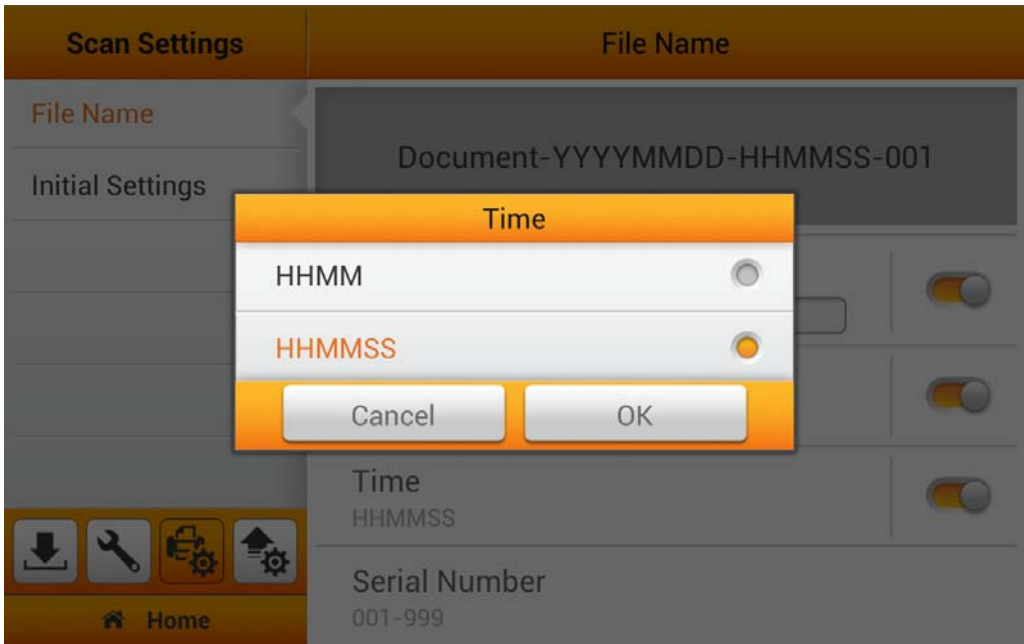 Scan Settings
File Name
File Name
Initial Settings
Document-YYYYMMDD-HHMMSS-001
Time
HHMM
HHMMSS
Cancel
OK
Time
HHMMSS
Serial Number
001-999
Home